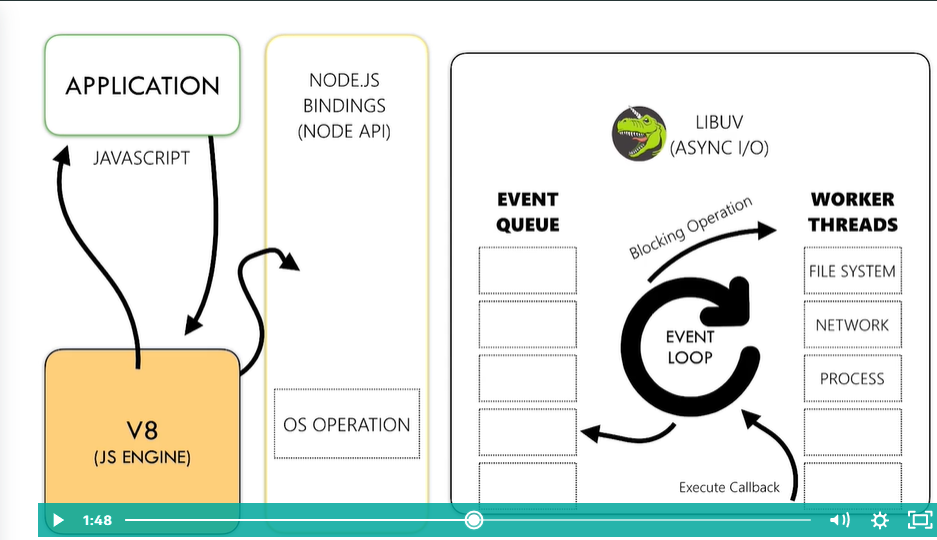 APPLICATION
JAVASCRIPT
NODE.JS
BINDINGS
(NODE API)
OS OPERATION
V8
(JS ENGINE)
LIBUV
(ASYNC I/O)
EVENT
QUEUE
Blocking Operation
WORKER
THREADS
FILE SYSTEM
NETWORK
PROCESS
EVENT
LOOP
Execute Callback
1:48